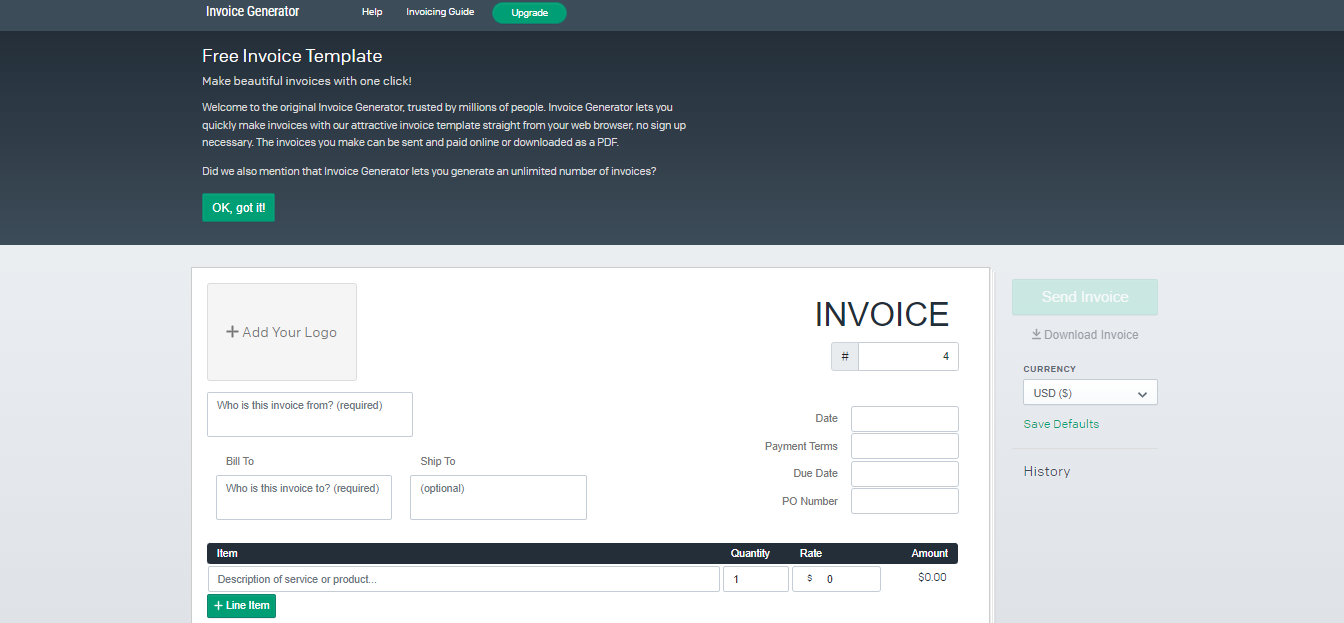 Invoice Generator Help Invoicing Guide Upgrade
Free Invoice Template
Make beautiful invoices with one click!
Welcome to the original Invoice Generator, trusted by millions of people. Invoice Generator lets you
quickly make invoices with our attractive invoice template straight from your web browser, no sign up
necessary. The invoices you make can be sent and paid online or downloaded as a PDF.
Did we also mention that Invoice Generator lets you generate an unlimited number of invoices?
OK, got it!
+ Add Your Logo
INVOICE
# 4
Who is this invoice from? (required)
Bill To
Who is this invoice to? (required)
Ship To
(optional)
Date
Payment Terms
Due Date
PO Number
Item Quantity Rate Amount
Description of service or product... 1 $ 0 $0.00
+ Line Item
Send Invoice
Download Invoice
CURRENCY
USD ($)
Save Defaults
History